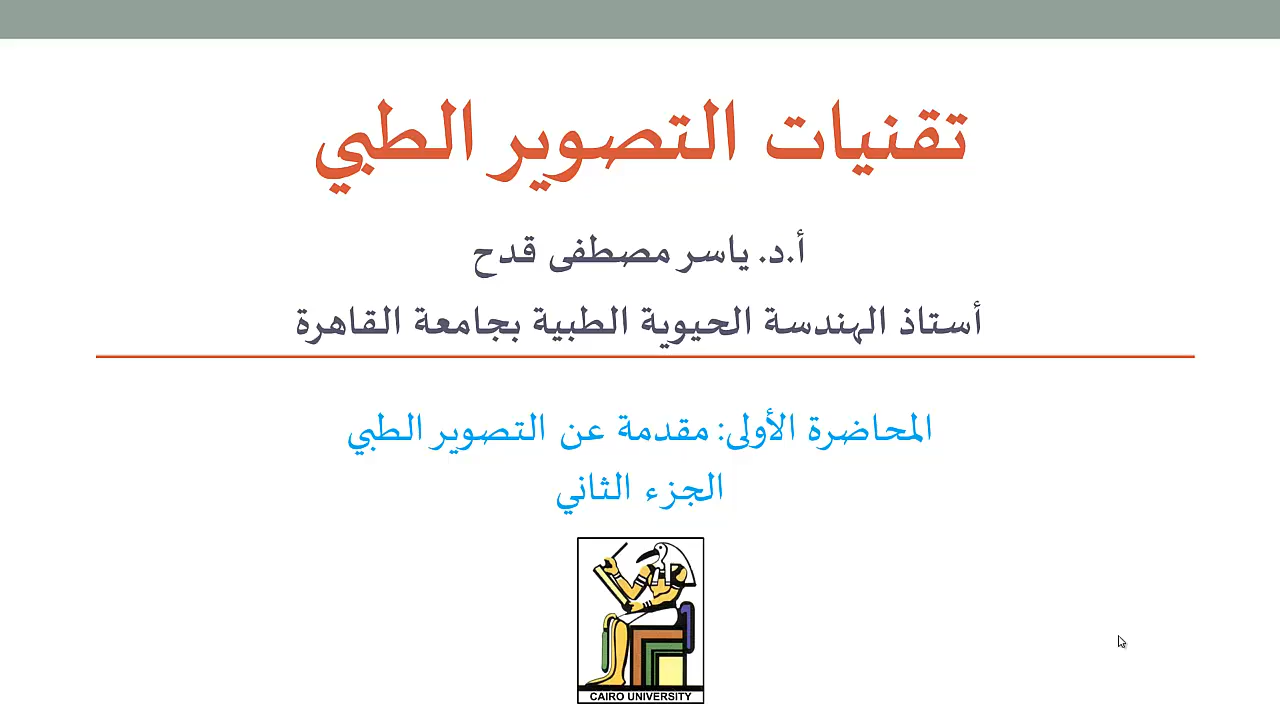 تقنيات التصوير الطبي
أ.د. ياسر مصطفى قدح
أستاذ الهندسة الحيوية الطبية بجامعة القاهرة
المحاضرة الأولى: مقدمة عن التصوير الطبي
الجزء الثاني
CAIRO UNIVERSITY